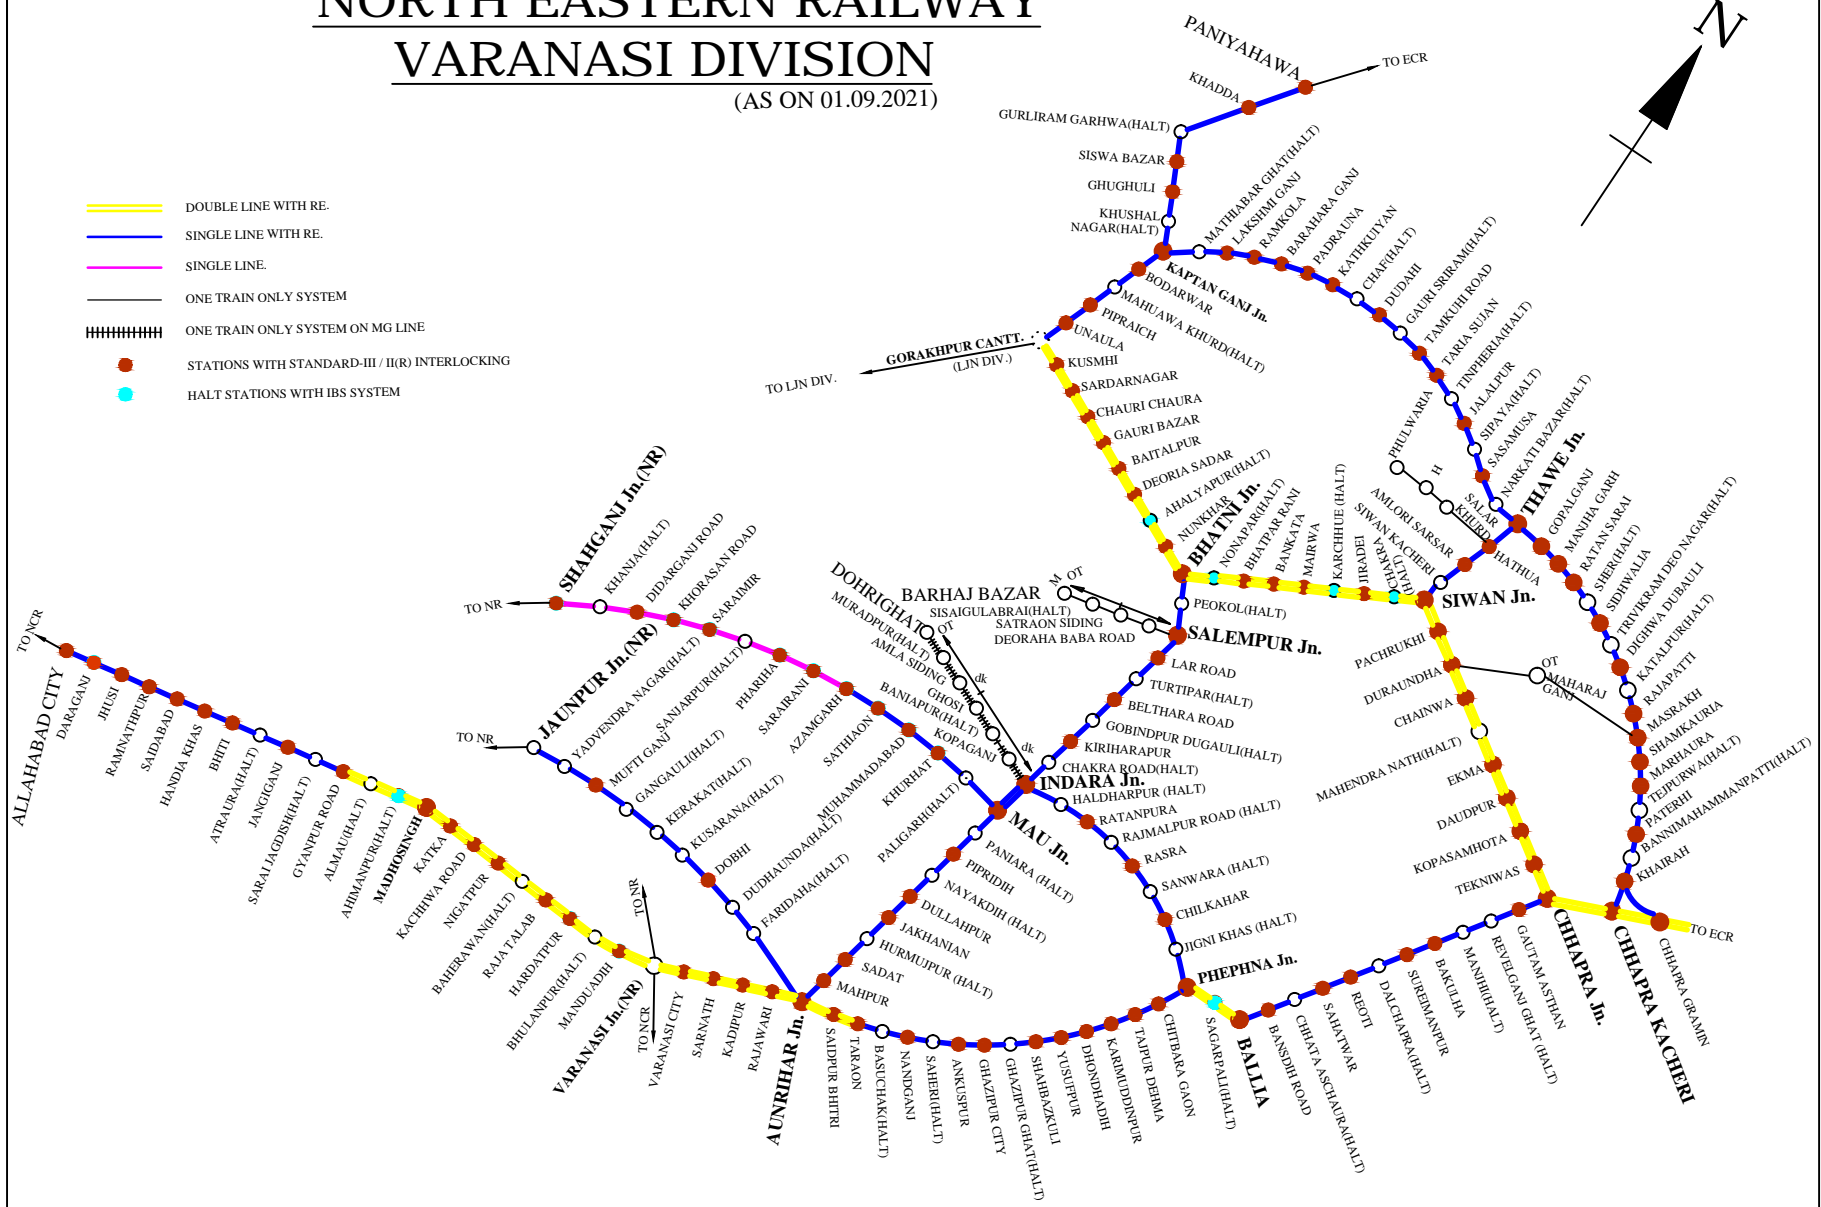 NORTH EASTERN RAILWAY
VARANASI DIVISION
(AS ON 01.09.2021)
N
DOUBLE LINE WITH RE.
SINGLE LINE WITH RE.
SINGLE LINE.
ONE TRAIN ONLY SYSTEM
ONE TRAIN ONLY SYSTEM ON MG LINE
STATIONS WITH STANDARD-III / II(R) INTERLOCKING
HALT STATIONS WITH IBS SYSTEM
PANIYAHAWA
TO ECR
KHADDA
GURLIRAM GARHWA(HALT)
SISWA BAZAR
GHUGHULI
KHUSHAL
NAGAR(HALT)
KAPTAN GANJ Jn.
BODARWAR
MAHUAWA KHURD(HALT)
PIPRAICH
UNAULA
GORAKHPUR CANTT.
(LJN DIV.)
TO LJN DIV.
MATHIABAR GHAT(HALT)
LAKSHMI GANJ
RAMKOLA
BARAHARA GANJ
PADRAUNA
KATHKUIYAN
CHAF(HALT)
DUDAHI
GAURI SRIRAM(HALT)
TAMKUHI ROAD
TARIA SUJAN
TINPHERIA(HALT)
JALALPUR
SIPAYA(HALT)
SASAMUSA
NARKATI BAZAR(HALT)
THAWE Jn.
PHULWARIA
H
SALAR
KHURD
HATHUA
AMLORI SARSAR
SIWAN KACHERI
SIWAN Jn.
GOPALGANJ
MANJHA GARH
RATAN SARAI
SHER(HALT)
SIDHWALIA
TRIVIKRAM DEO NAGAR(HALT)
DIGHWA DUBAULI
KATALPUR(HALT)
RAJAPATTI
MASRAKH
SHAMKAURIA
MARHAURA
TEJPURWA(HALT)
PATERHI
BANNIMAHAMMANPATTI(HALT)
KHAIRAH
KUSMHI
SARDARNAGAR
CHAURI CHAURA
GAURI BAZAR
BAITALPUR
DEORIA SADAR
AHALYAPUR(HALT)
NUNKHAR
BHATNI Jn.
NONAPAR(HALT)
BHATPAR RANI
BANKATA
MAIRWA
KARCHHUE (HALT)
JIRADEI
CHAKRA
(HALT)
PACHRUKHI
DURAUNDHA
CHAINWA
MAHENDRA NATH(HALT)
EKMA
DAUDPUR
KOPASAMHOTA
TEKNIWAS
OT
MAHARAJ
GANJ
CHHAPRA Jn.
CHHAPRA KACHERI
CHHAPRA GRAMIN
TO ECR
PEOKOL(HALT)
SALEMPUR Jn.
BARHAJ BAZAR
SISAIGULABRAI(HALT)
SATRAON SIDING
DEORAHA BABA ROAD
M
OT
LAR ROAD
TURTIPAR(HALT)
BELTHARA ROAD
GOBINDPUR DUGAULI(HALT)
KIRIHARAPUR
CHAKRA ROAD(HALT)
INDARA Jn.
DOHRIGHAT
OT
MURADPUR(HALT)
AMLA SIDING
GHOSI
BANIAPUR(HALT)
KOPAGANJ
dk
dk
HALDHARPUR (HALT)
RATANPURA
RAJMALPUR ROAD (HALT)
RASRA
SANWARA (HALT)
CHILKAHAR
JIGNI KHAS (HALT)
PHEPHNA Jn.
SAGARPALI(HALT)
BALLIA
BANSDIH ROAD
CHHATA ASCHAURA(HALT)
SAHATWAR
REOTI
DALCHAPRA(HALT)
SUREIMANPUR
BAKULHA
MANJHI(HALT)
REVELGANJ GHAT (HALT)
GAUTAM ASTHAN
SHAHGANJ Jn.(NR)
TO NR
KHANJA(HALT)
DIDARGANJ ROAD
KHORASAN ROAD
SARAIMIR
SANJARPUR(HALT)
PHARIHA
SARAIRANI
AZAMGARH
SATHIAON
MUHAMMADABAD
KHURHAT
PALIGARH(HALT)
MAU Jn.
PANIARA (HALT)
PIPRIDIH
NAYAKDIH (HALT)
DULLAHPUR
JAKHANIAN
HURMUJPUR (HALT)
SADAT
MAHPUR
JAUNPUR Jn.(NR)
TO NR
YADVENDRA NAGAR(HALT)
MUFTI GANJ
GANGAULI(HALT)
KERAKAT(HALT)
KUSARANA(HALT)
DOBHI
DUDHAUNDA(HALT)
FARIDAHA(HALT)
AUNRIHAR Jn.
SAIDPUR BHITRI
TARAON
BASUCHAK(HALT)
NANDGANJ
SAHERI(HALT)
ANKUSPUR
GHAZIPUR CITY
GHAZIPUR GHAT(HALT)
SHAHBAZKULI
YUSUFPUR
DHONDHADIH
KARIMUDDINPUR
TAJPUR DEHMA
CHITBARA GAON
TO NCR
ALLAHABAD CITY
DARAGANJ
JHUSI
RAMNATHPUR
SAIDABAD
HANDIA KHAS
BHITI
ATRAURA(HALT)
JANGIGANJ
SARAI JAGDISH(HALT)
GYANPUR ROAD
ALMAU(HALT)
AHIMANPUR(HALT)
MADHOSINGH
KATKA
KACHHWA ROAD
NIGATPUR
BAHERAWAN(HALT)
RAJA TALAB
HARDATPUR
BHULANPUR(HALT)
MANDUADIH
VARANASI Jn.(NR)
TO NR
TO NCR
VARANASI CITY
SARNATH
KADIPUR
RAJAWARI